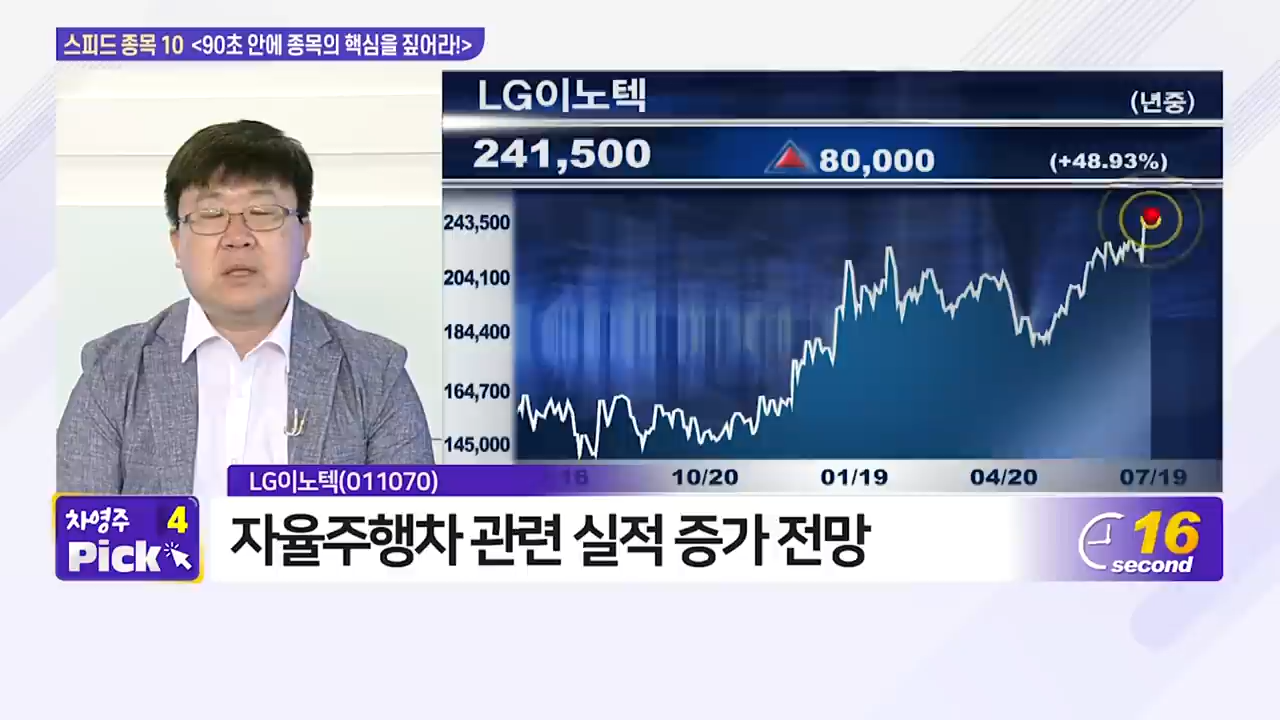 스피드 종목 10 <90초 안에 종목의 핵심을 짚어라!>
LG이노텍
(년중)
241,500
80,000
(+48.93%)
243,500
204,100
184,400
164,700
145,000
16
10/20
01/19
04/20
07/19
LG이노텍(011070)
차영주 4
Pick
자율주행차 관련 실적 증가 전망
16
second